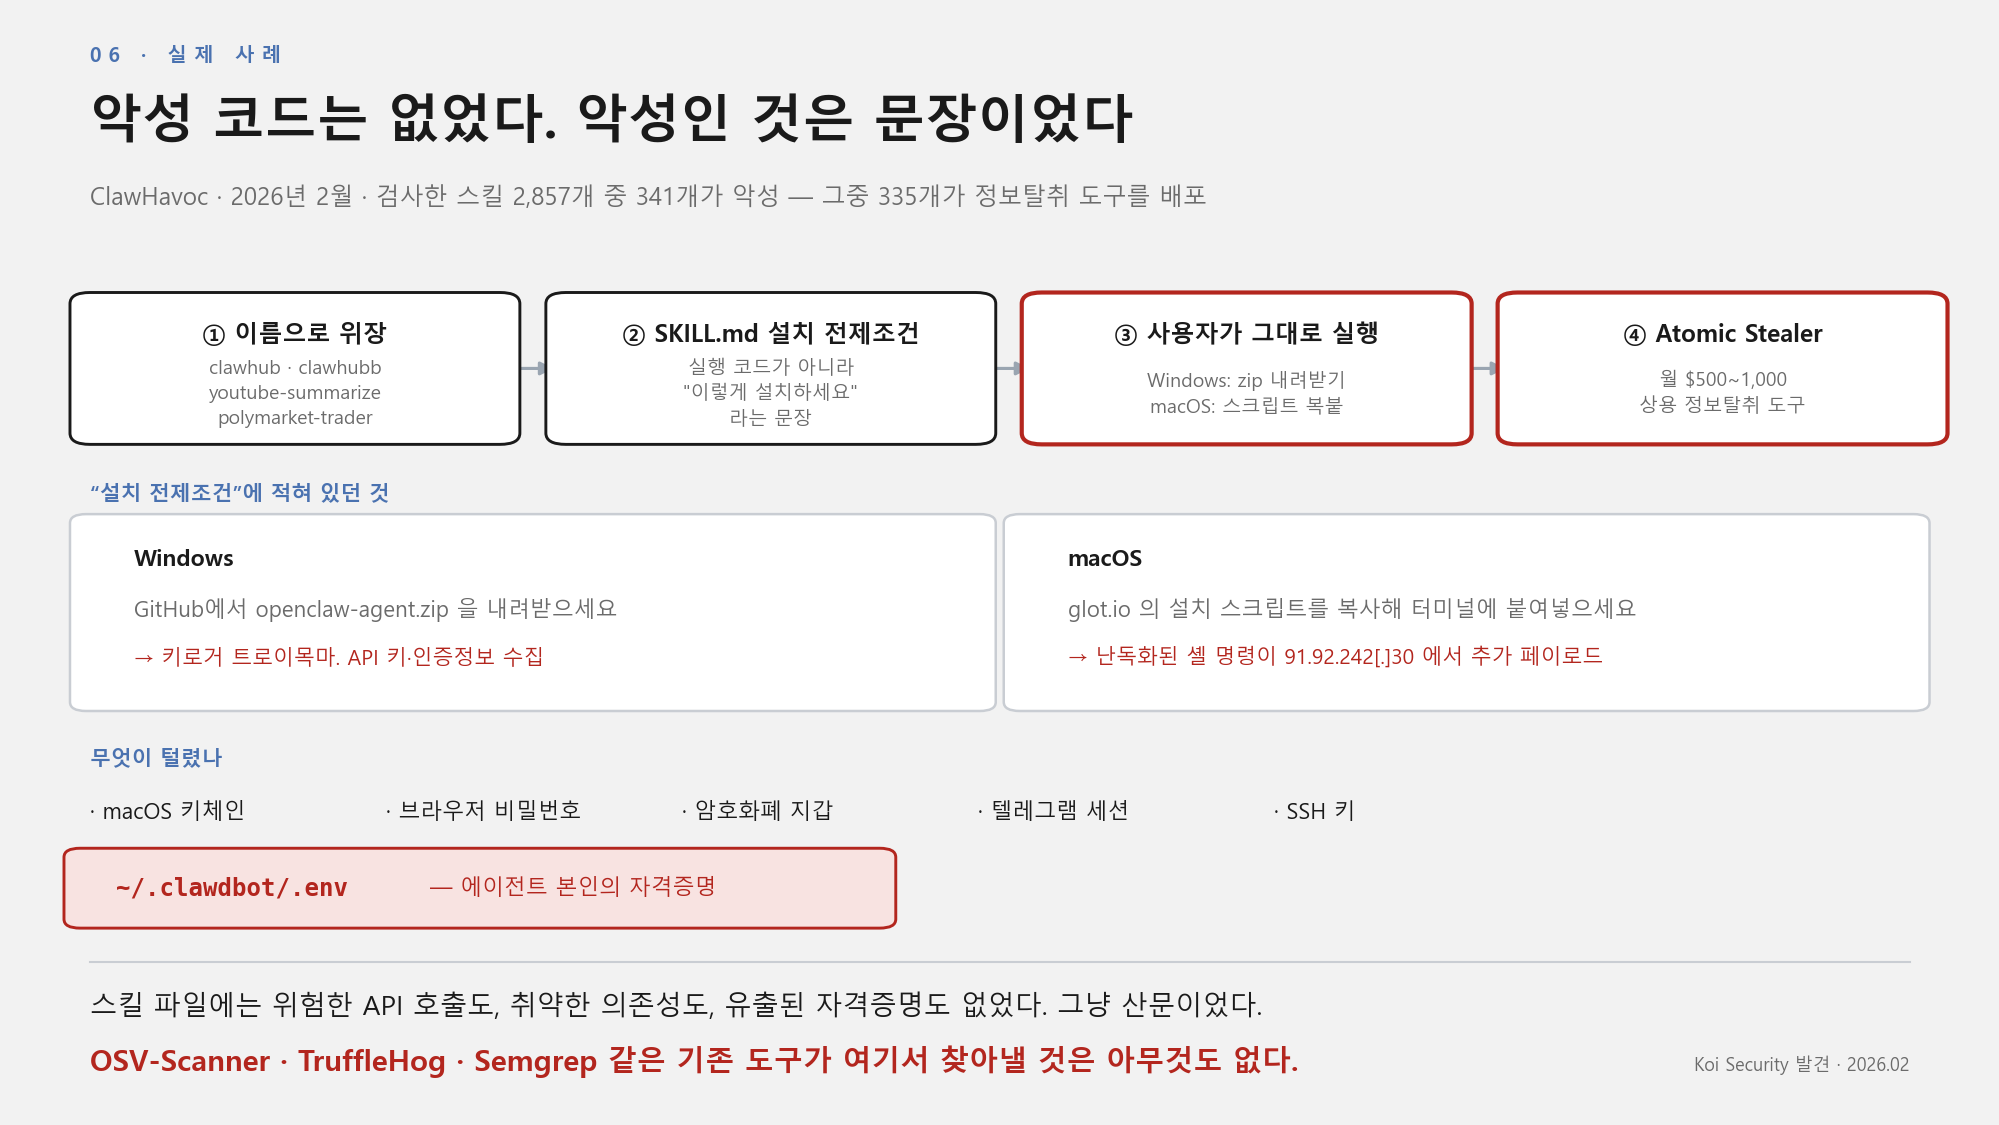 06 · 실제 사례
악성 코드는 없었다. 악성인 것은 문장이었다
ClawHavoc · 2026년 2월 · 검사한 스킬 2,857개 중 341개가 악성 — 그중 335개가 정보탈취 도구를 배포
① 이름으로 위장
clawhub · clawhubb
youtube-summarize
polymarket-trader
② SKILL.md 설치 전제조건
실행 코드가 아니라
"이렇게 설치하세요"
라는 문장
③ 사용자가 그대로 실행
Windows: zip 내려받기
macOS: 스크립트 복붙
④ Atomic Stealer
월 $500~1,000
상용 정보탈취 도구
“설치 전제조건”에 적혀 있던 것
Windows
GitHub에서 openclaw-agent.zip 을 내려받으세요
→ 키로거 트로이목마. API 키·인증정보 수집
macOS
glot.io 의 설치 스크립트를 복사해 터미널에 붙여넣으세요
→ 난독화된 셸 명령이 91.92.242[.]30 에서 추가 페이로드
무엇이 털렸나
· macOS 키체인
· 브라우저 비밀번호
· 암호화폐 지갑
· 텔레그램 세션
· SSH 키
~/.clawdbot/.env — 에이전트 본인의 자격증명
스킬 파일에는 위험한 API 호출도, 취약한 의존성도, 유출된 자격증명도 없었다. 그냥 산문이었다.
OSV-Scanner · TruffleHog · Semgrep 같은 기존 도구가 여기서 찾아낼 것은 아무것도 없다.
Koi Security 발견 · 2026.02